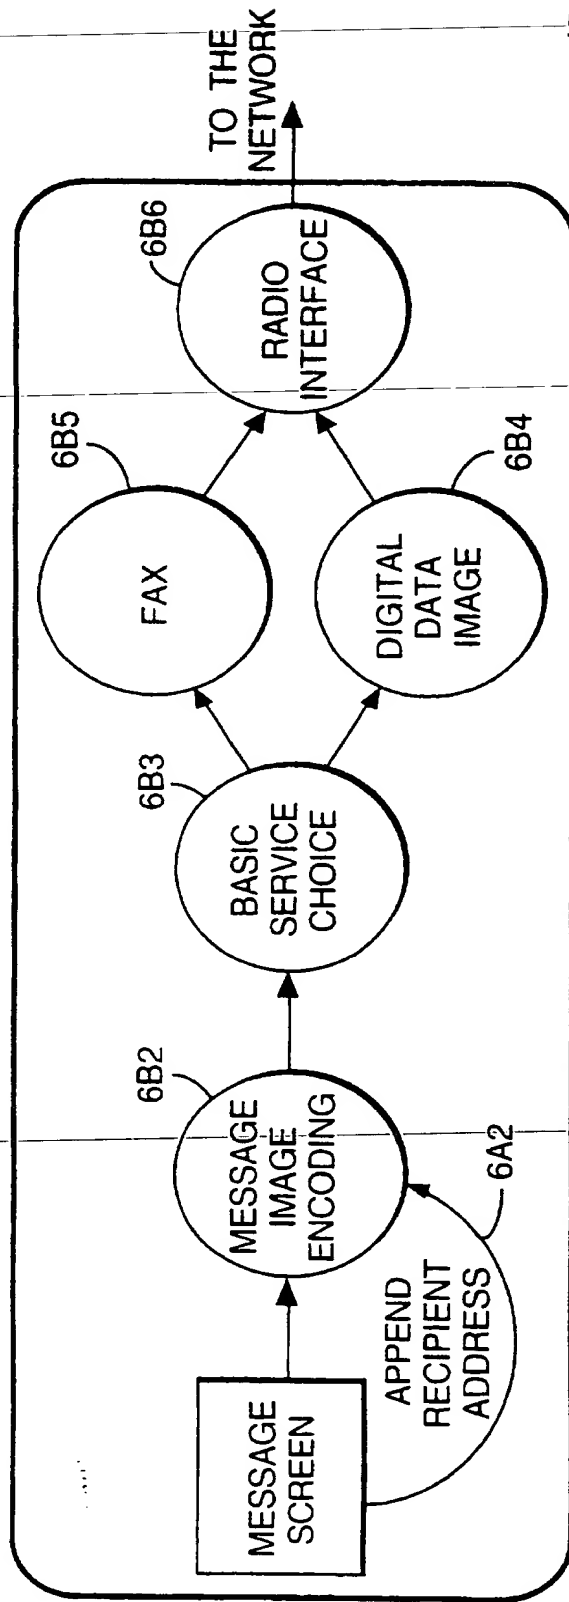 MESSAGE
SCREEN
APPEND
RECIPIENT
ADDRESS
6A2
MESSAGE
IMAGE
ENCODING
6B2
BASIC
SERVICE
CHOICE
6B3
FAX
6B5
DIGITAL
DATA
IMAGE
6B4
RADIO
INTERFACE
6B6
TO THE
NETWORK